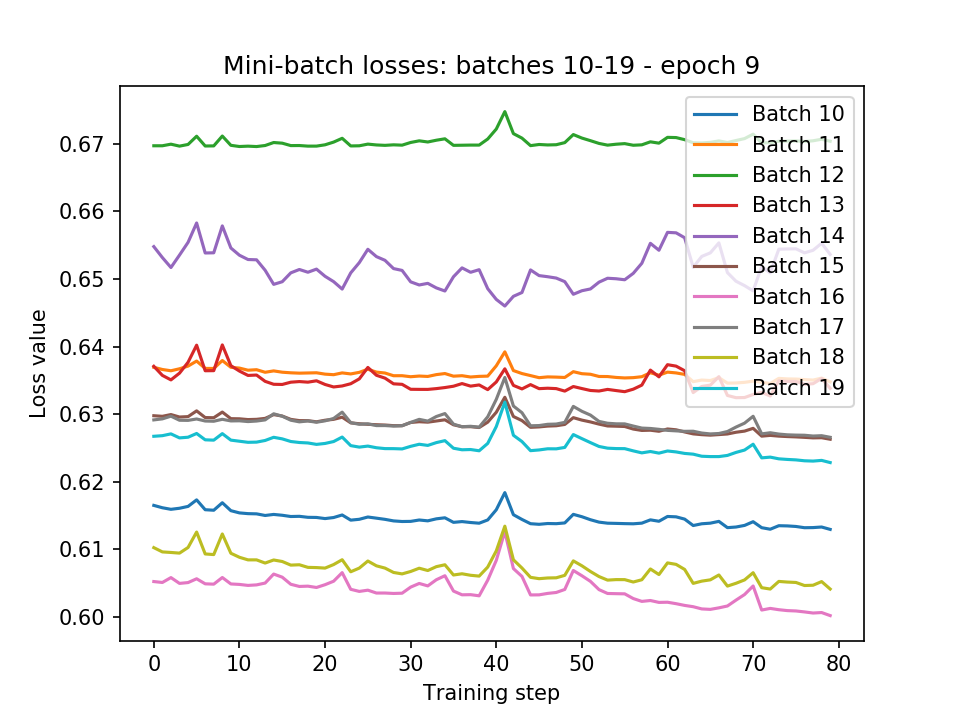 Mini-batch losses: batches 10-19 - epoch 9
Loss value
0.67
0.66
0.65
0.64
0.63
0.62
0.61
0.60
Batch 10
Batch 11
Batch 12
Batch 13
Batch 14
Batch 15
Batch 16
Batch 17
Batch 18
Batch 19
0 10 20 30 40 50 60 70 80
Training step